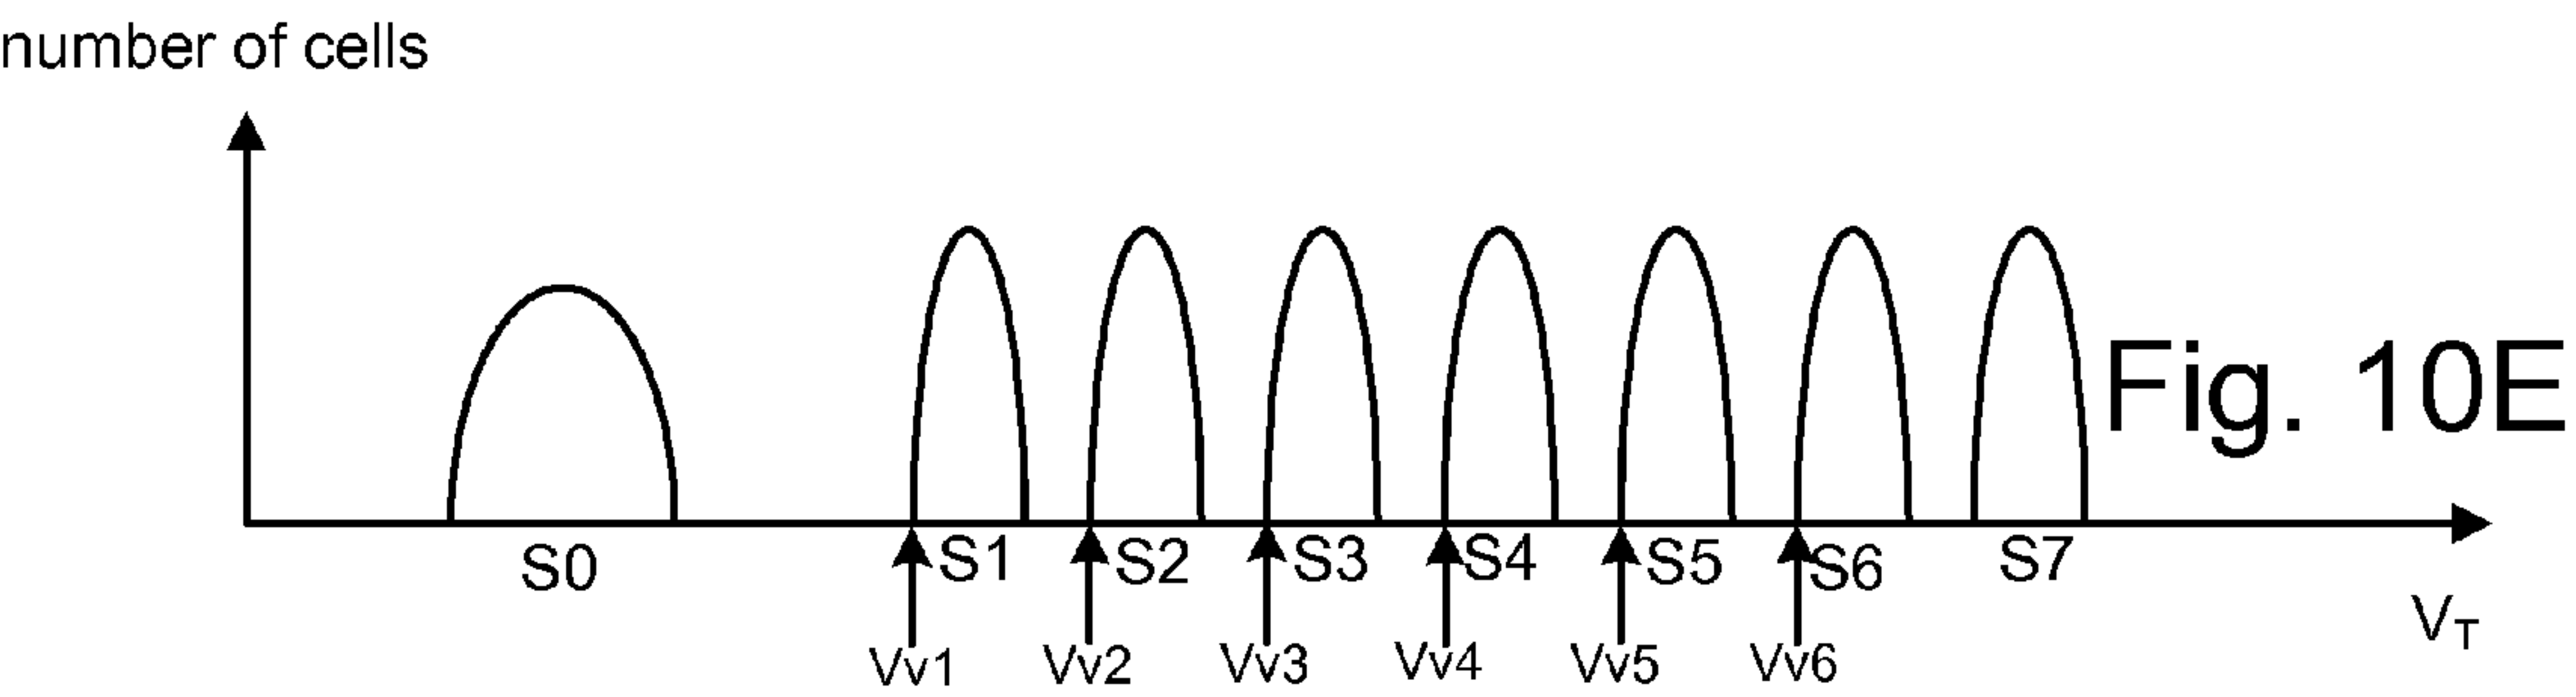 number of cells
Fig. 10E
S0 S1 S2 S3 S4 S5 S6 S7
V_T
Vv1 Vv2 Vv3 Vv4 Vv5 Vv6